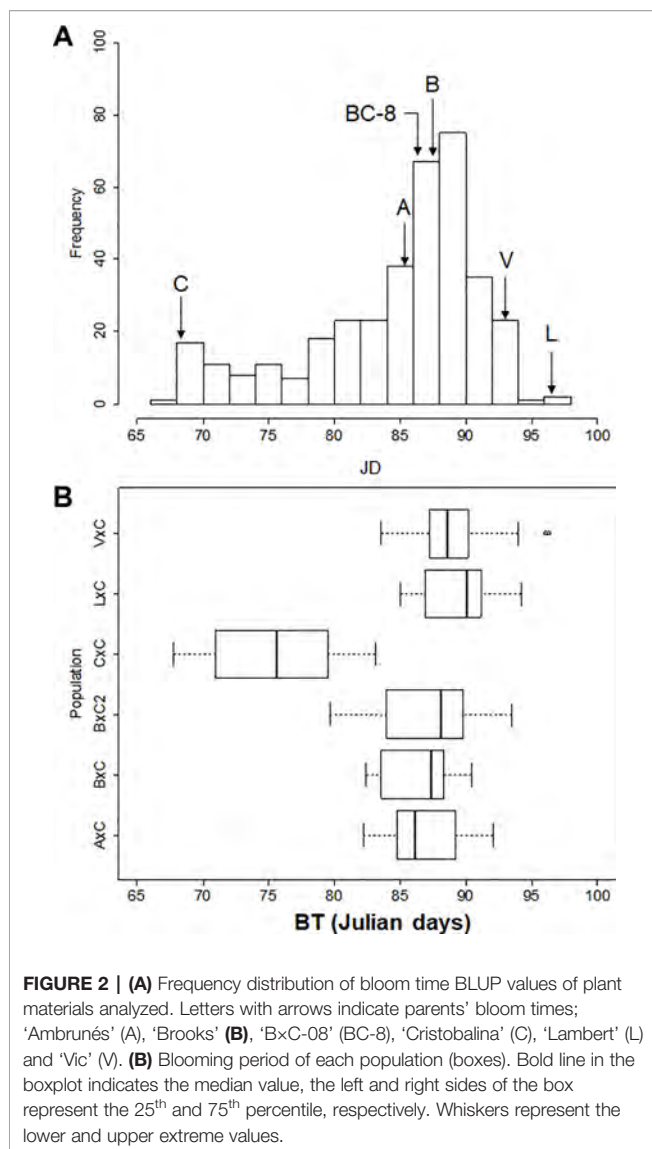 A
100
80
60
40
20
0
Frequency
C
BC-8
B
A
V
L
65 70 75 80 85 90 95 100
JD
B
Population
VxC
LxC
CxC
BxC2
BxC
AxC
65 70 75 80 85 90 95 100
BT (Julian days)
FIGURE 2 | (A) Frequency distribution of bloom time BLUP values of plant
materials analyzed. Letters with arrows indicate parents’ bloom times;
‘Ambrunés’ (A), ‘Brooks’ (B), ‘B×C-08’ (BC-8), ‘Cristobalina’ (C), ‘Lambert’ (L)
and ‘Vic’ (V). (B) Blooming period of each population (boxes). Bold line in the
boxplot indicates the median value, the left and right sides of the box
represent the 25th and 75th percentile, respectively. Whiskers represent the
lower and upper extreme values.